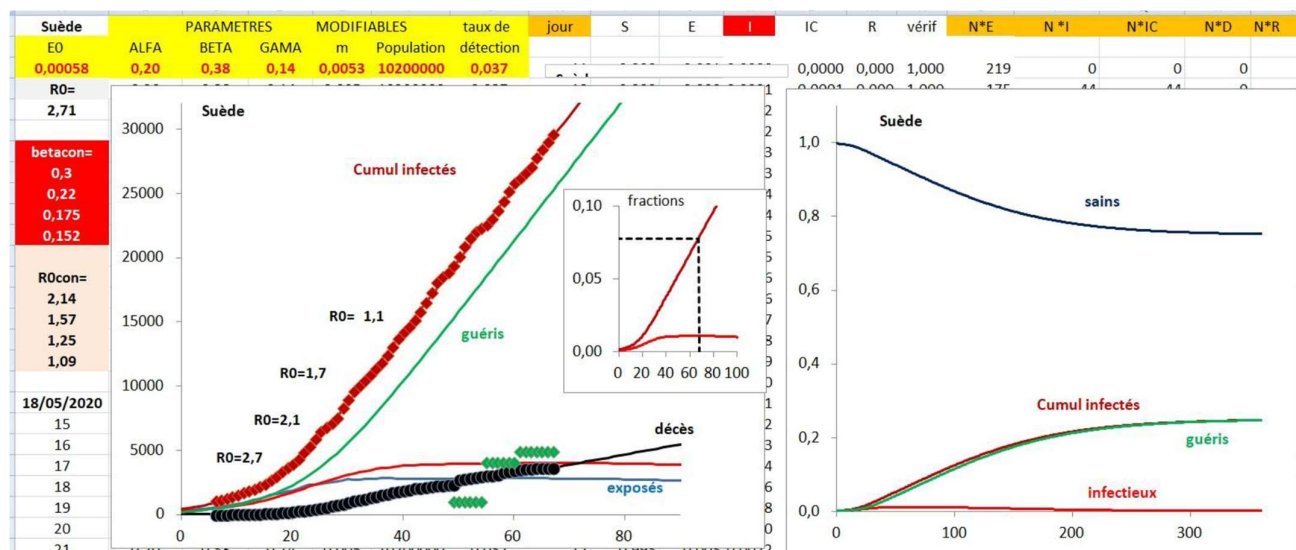 Suède PARAMETRES MODIFIABLES taux de jour S E I IC R vérif N*E N *I N*IC N*D N*R
E0 ALFA BETA GAMA m Population détection
0,00058 0,20 0,38 0,14 0,0053 10200000 0,037 0,0000 0,000 1,000 219 0 0 0
R0=
2,71
betacon=
0,3
0,22
0,175
0,152
R0con=
2,14
1,57
1,25
1,09
18/05/2020
15
16
17
18
19
20
21
Suède
30000
25000
20000
15000
10000
5000
0
0 20 40 60 80
Cumul infectés
R0= 1,1
R0=1,7
R0=2,1
R0=2,7
guéris
décès
exposés
fractions
0,10
0,05
0,00
0 20 40 60 80 100
Suède
1,0
0,8
0,6
0,4
0,2
0,0
0 100 200 300
sains
Cumul infectés
guéris
infectieux